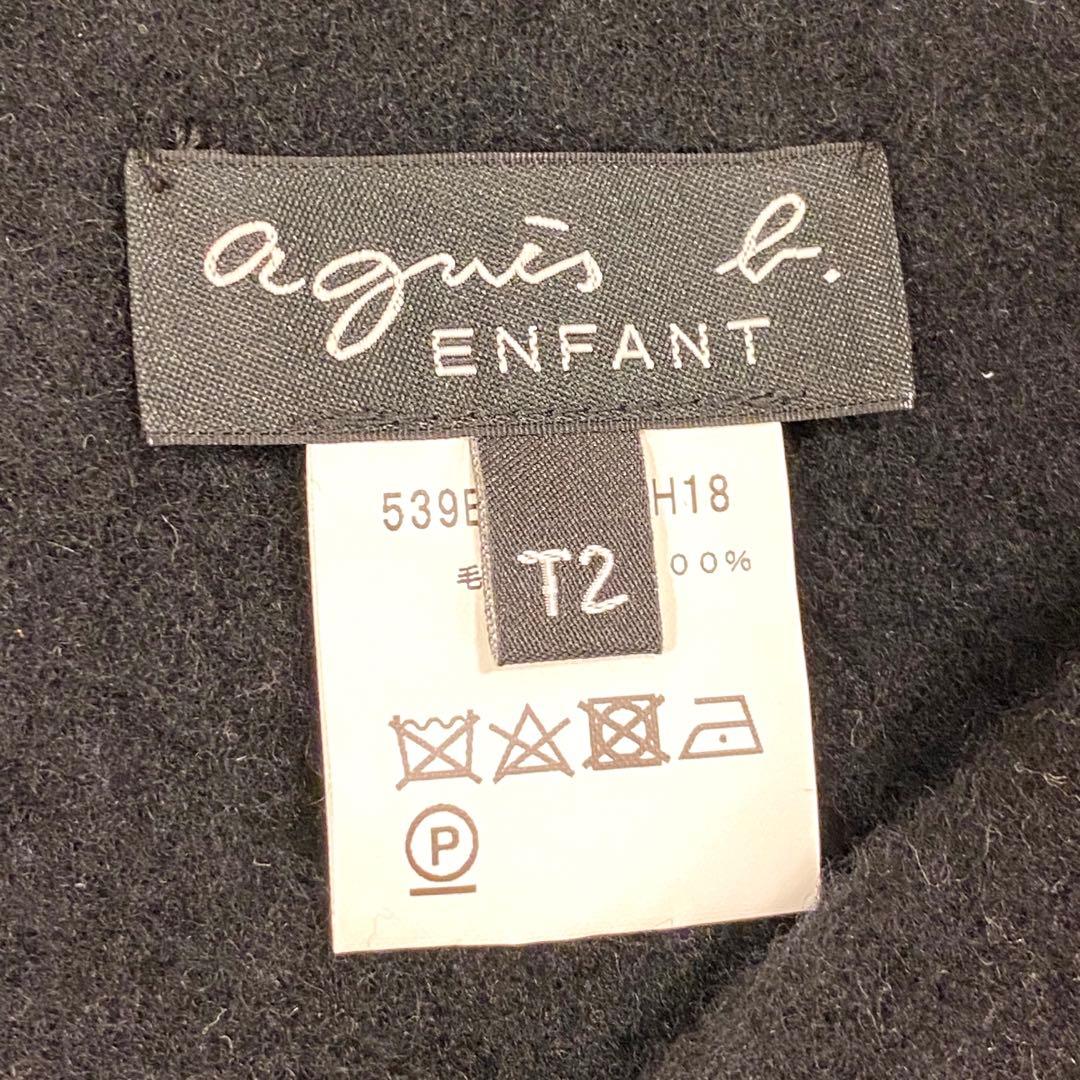 agnès b.
ENFANT
539E H18
毛 00%
T2
P